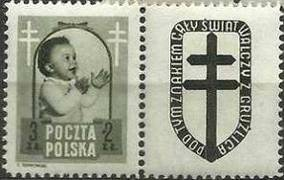 3 POCZTA 2
ZŁ. POLSKA ZŁ.
POD TYM ZNAKIEM CAŁY ŚWIAT WALCZY Z GRUŹLICĄ